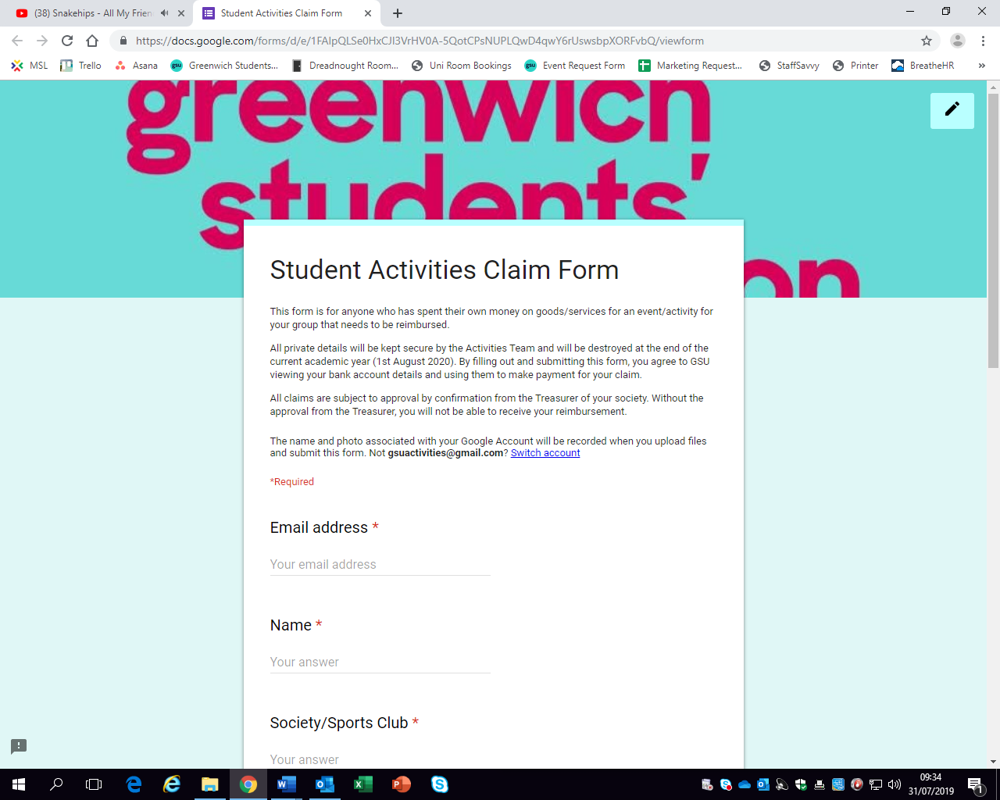 (38) Snakehips - All My Frien
Student Activities Claim Form
https://docs.google.com/forms/d/e/1FAIpQLSe0HxCJl3VrHV0A-5QotCPsNUPLQwD4qwY6rUswsbpXORFvbQ/viewform
MSL Trello Asana gsu Greenwich Students... Dreadnought Room... Uni Room Bookings gsu Event Request Form Marketing Request... StaffSavvy Printer BreatheHR »
greenwich
students'
on
Student Activities Claim Form
This form is for anyone who has spent their own money on goods/services for an event/activity for
your group that needs to be reimbursed.
All private details will be kept secure by the Activities Team and will be destroyed at the end of the
current academic year (1st August 2020). By filling out and submitting this form, you agree to GSU
viewing your bank account details and using them to make payment for your claim.
All claims are subject to approval by confirmation from the Treasurer of your society. Without the
approval from the Treasurer, you will not be able to receive your reimbursement.
The name and photo associated with your Google Account will be recorded when you upload files
and submit this form. Not gsuactivities@gmail.com? Switch account
*Required
Email address *
Your email address
Name *
Your answer
Society/Sports Club *
Your answer
09:34
31/07/2019
1